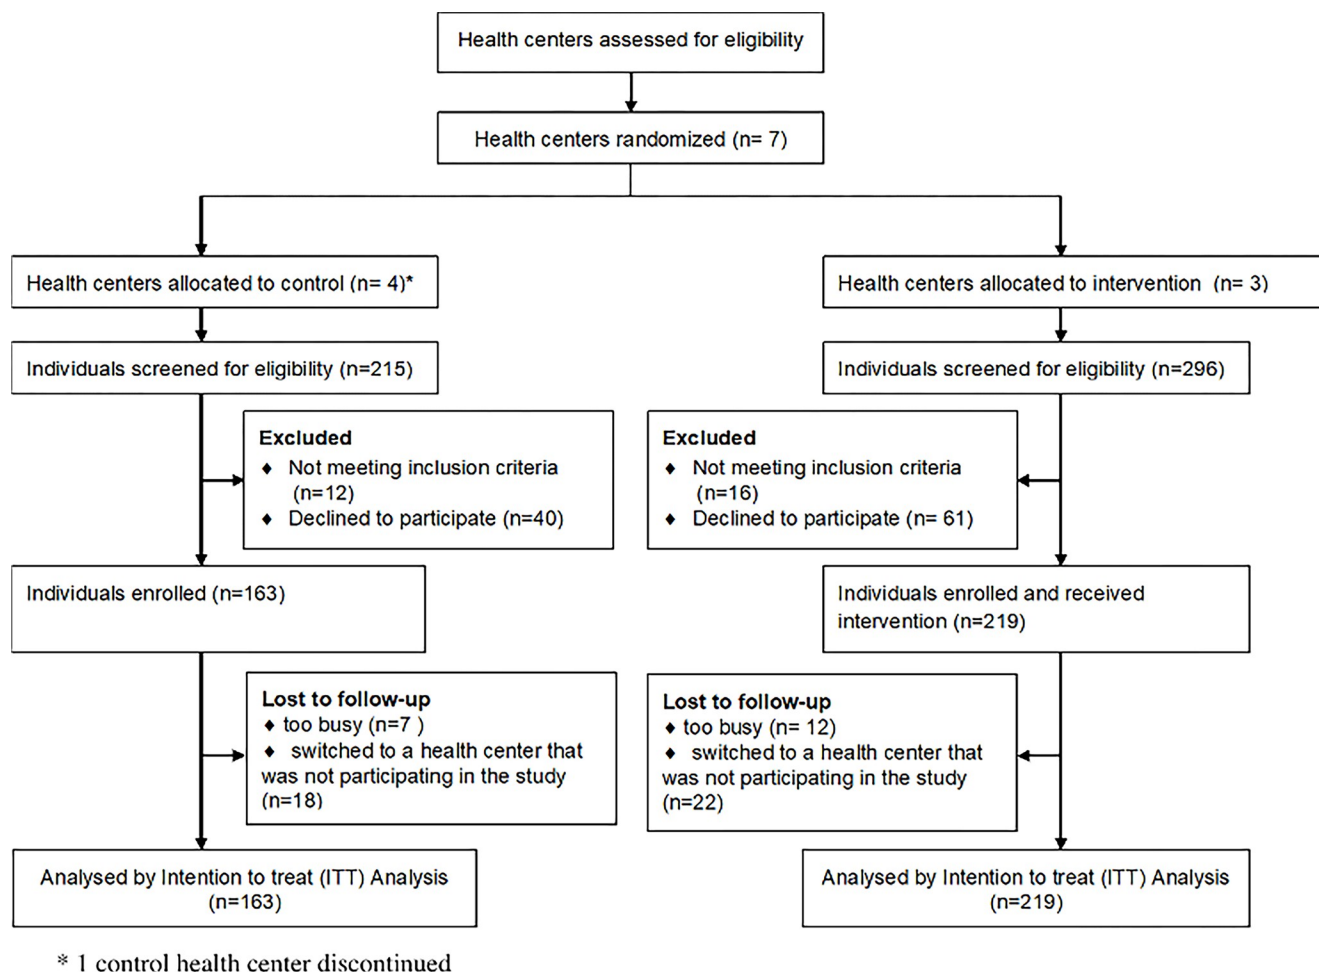 Health centers assessed for eligibility
Health centers randomized (n= 7)
Health centers allocated to control (n= 4)*
Health centers allocated to intervention (n= 3)
Individuals screened for eligibility (n=215)
Individuals screened for eligibility (n=296)
Excluded
♦ Not meeting inclusion criteria
(n=12)
♦ Declined to participate (n=40)
Excluded
♦ Not meeting inclusion criteria
(n=16)
♦ Declined to participate (n= 61)
Individuals enrolled (n=163)
Individuals enrolled and received
intervention (n=219)
Lost to follow-up
♦ too busy (n=7 )
♦ switched to a health center that
was not participating in the study
(n=18)
Lost to follow-up
♦ too busy (n= 12)
♦ switched to a health center that
was not participating in the study
(n=22)
Analysed by Intention to treat (ITT) Analysis
(n=163)
Analysed by Intention to treat (ITT) Analysis
(n=219)
* 1 control health center discontinued